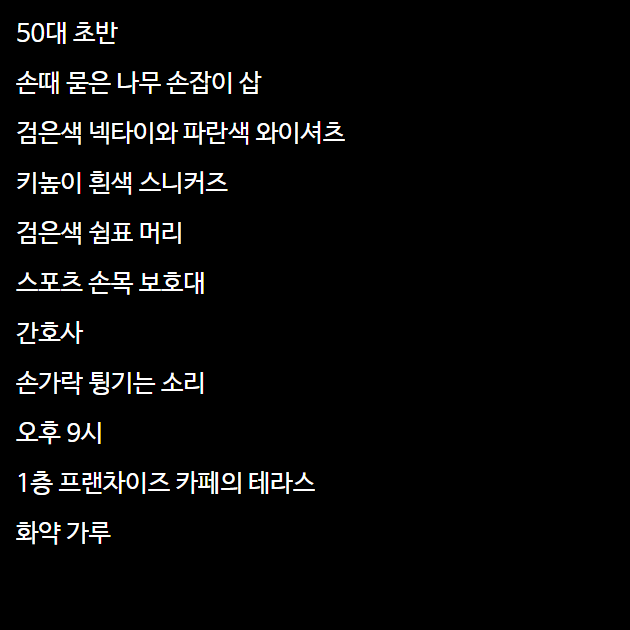 50대 초반
손때 묻은 나무 손잡이 삽
검은색 넥타이와 파란색 와이셔츠
키높이 흰색 스니커즈
검은색 쉼표 머리
스포츠 손목 보호대
간호사
손가락 튕기는 소리
오후 9시
1층 프랜차이즈 카페의 테라스
화약 가루